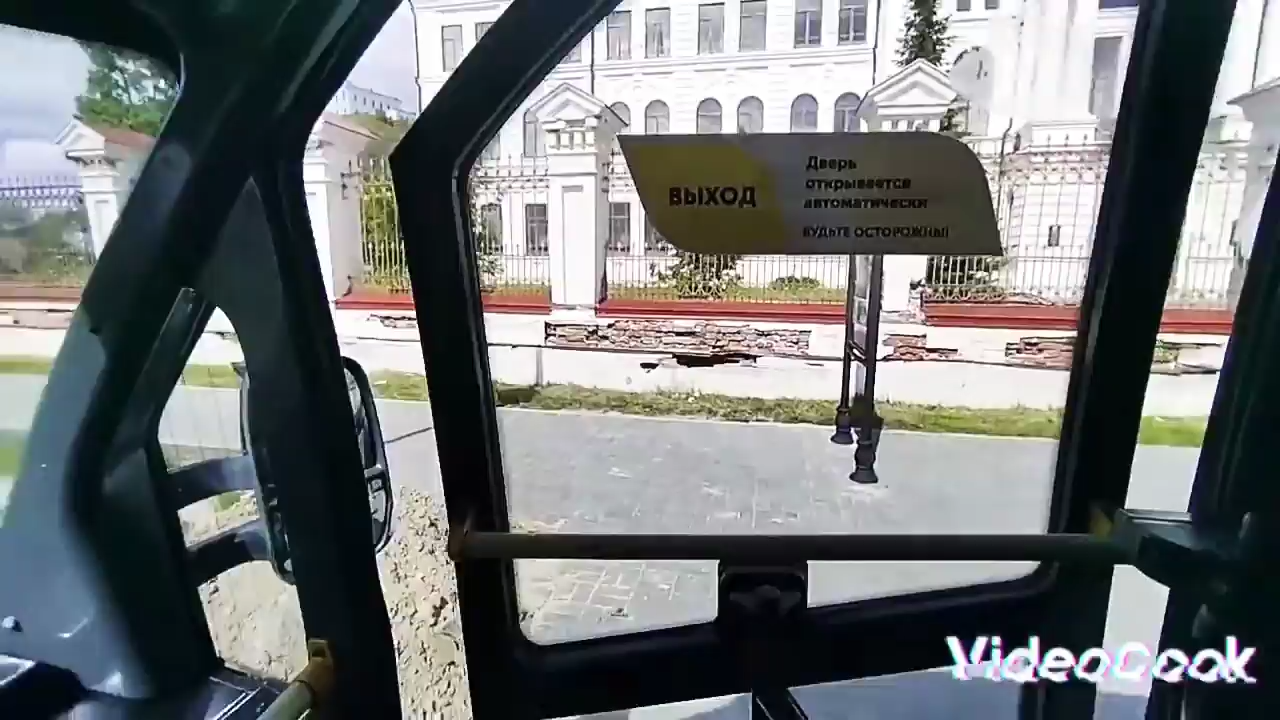 ВЫХОД
Дверь
открывается
автоматически
БУДЬТЕ ОСТОРОЖНЫ!
VideoCook